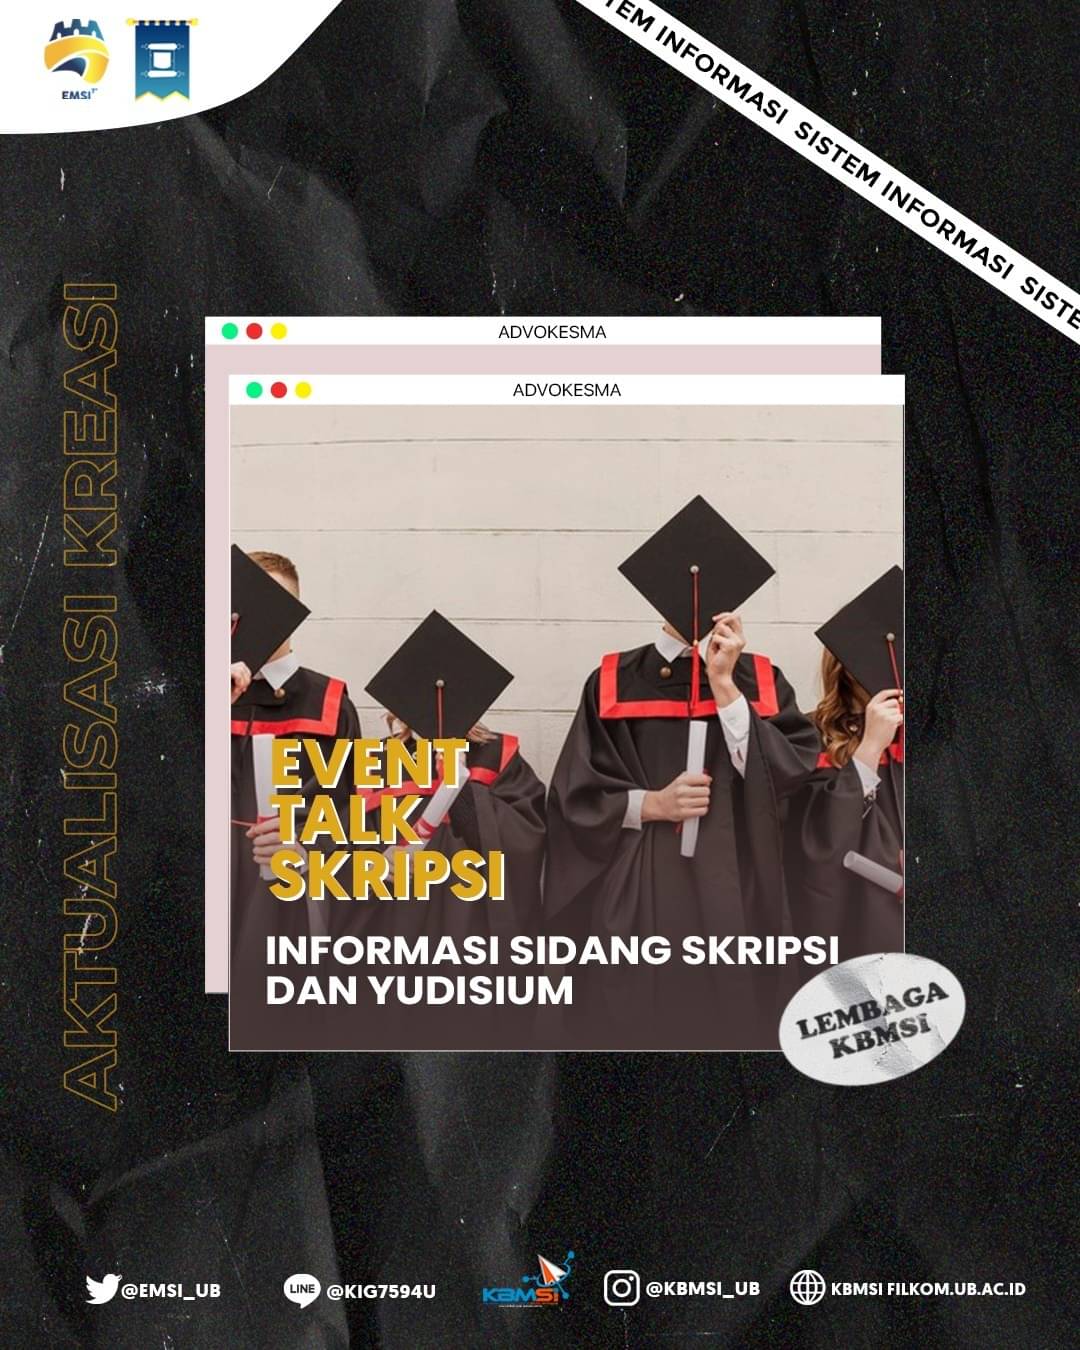 EMSI
TEM INFORMASI SISTEM INFORMASI SISTE
AKTUALISASI KREASI
ADVOKESMA
ADVOKESMA
EVENT
TALK
SKRIPSI
INFORMASI SIDANG SKRIPSI
DAN YUDISIUM
LEMBAGA
KBMSI
@EMSI_UB
LINE
@KIG7594U
KBMSI
@KBMSI_UB
KBMSI FILKOM.UB.AC.ID